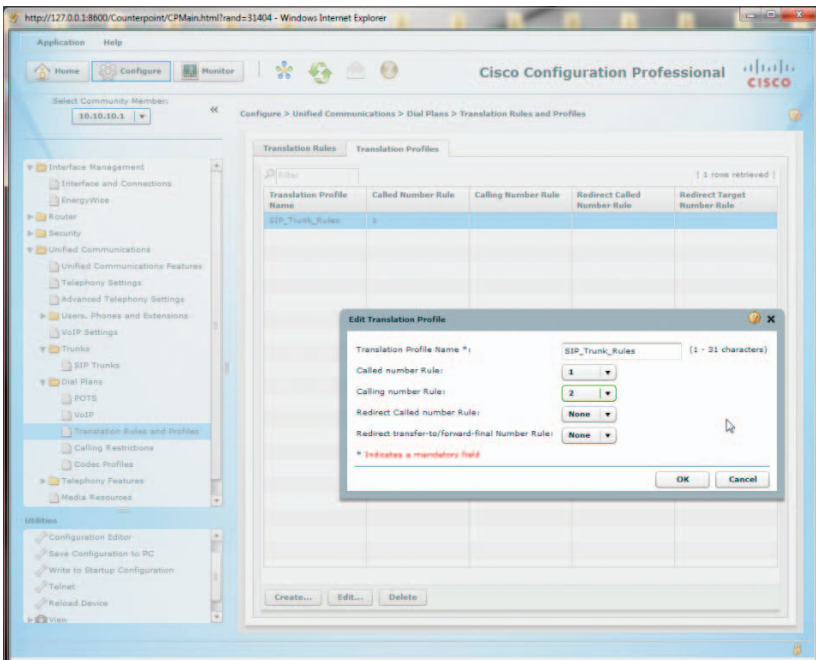 http://127.0.0.1:8600/Counterpoint/CPMain.html?rand=31404 - Windows Internet Explorer
Application Help
Home Configure Monitor
Cisco Configuration Professional
CISCO
Select Community Member:
10.10.10.1
Configure > Unified Communications > Dial Plans > Translation Rules and Profiles
Translation Rules Translation Profiles
Filter
1 rows retrieved
Translation Profile Name
Called Number Rule
Calling Number Rule
Redirect Called Number Rule
Redirect Target Number Rule
SIP_Trunk_Rules 1
Interface Management
Interface and Connections
EnergyWise
Router
Security
Unified Communications
Unified Communications Features
Telephony Settings
Advanced Telephony Settings
Users, Phones and Extensions
VoIP Settings
Trunks
SIP Trunks
Dial Plans
POTS
VoIP
Translation Rules and Profiles
Calling Restrictions
Codec Profiles
Telephony Features
Media Resources
Utilities
Configuration Editor
Save Configuration to PC
Write to Startup Configuration
Telnet
Reload Device
View
Edit Translation Profile
Translation Profile Name *: SIP_Trunk_Rules (1 - 31 characters)
Called number Rule: 1
Calling number Rule: 2
Redirect Called number Rule: None
Redirect transfer-to/forward-final Number Rule: None
* Indicates a mandatory field
OK Cancel
Create... Edit... Delete